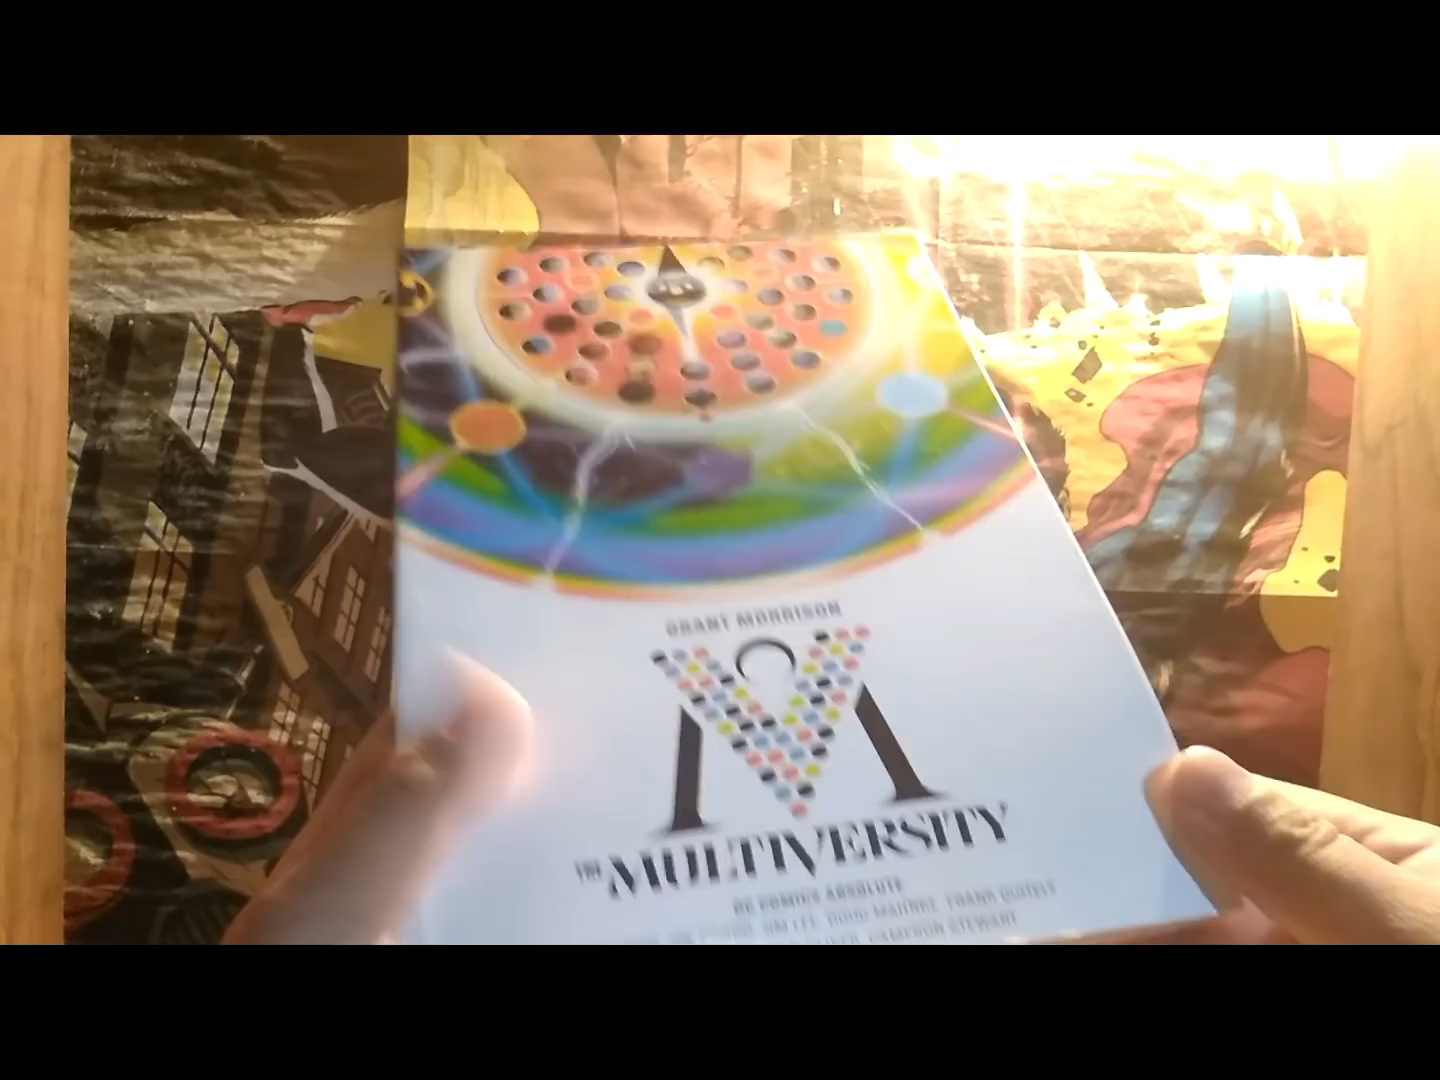 GRANT MORRISON
M
THE MULTIVERSITY
DC COMICS ABSOLUTE
JIM LEE, DOUG MAHNKE, FRANK QUITELY
CAMERON STEWART